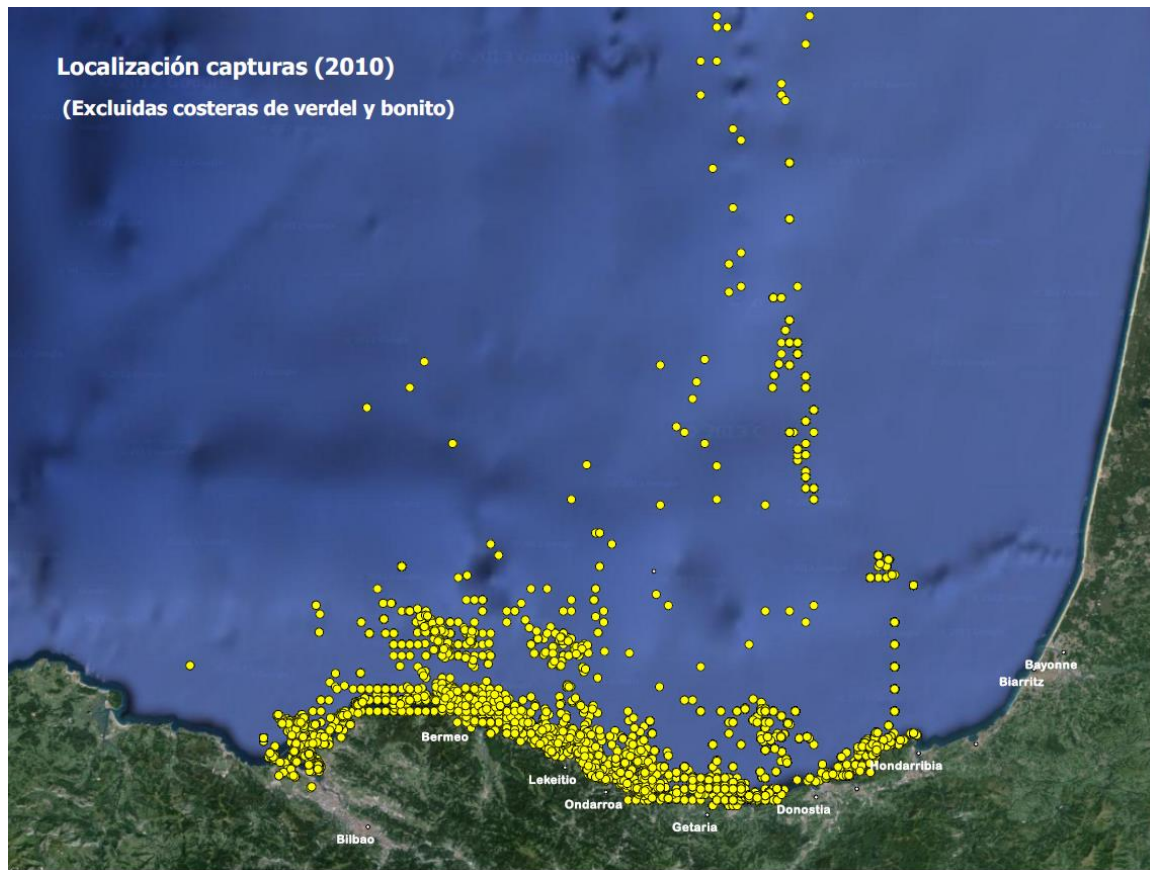 Localización capturas (2010)
(Excluidas costeras de verdel y bonito)
Bayonne
Biarritz
Bermeo
Hondarribia
Lekeitio
Ondarroa
Donostia
Getaria
Bilbao